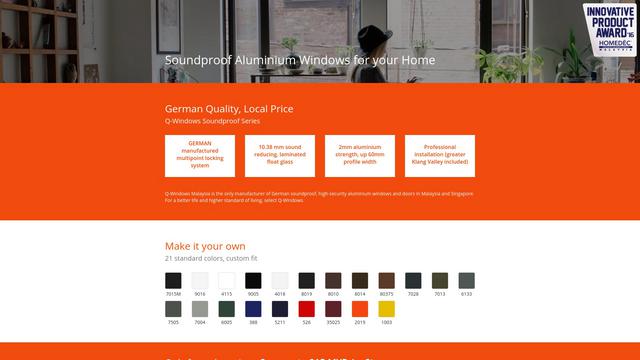 INNOVATIVE
PRODUCT
AWARD '16
HOMEDEC
MALAYSIA
Soundproof Aluminium Windows for your Home
German Quality, Local Price
Q-Windows Soundproof Series
GERMAN
manufactured
multipoint locking
system
10.38 mm sound
reducing, laminated
float glass
2mm aluminium
strength, up 60mm
profile width
Professional
Installation (greater
Klang Valley included)
Q-Windows Malaysia is the only manufacturer of German soundproof, high-security aluminium windows and doors in Malaysia and Singapore.
For a better life and higher standard of living, select Q-Windows.
Make it your own
21 standard colors, custom fit
7015M 9016 4115 9005 4018 8019 8010 8014 80375 7028 7013 6133
7505 7004 6005 388 5211 526 35025 2019 1003